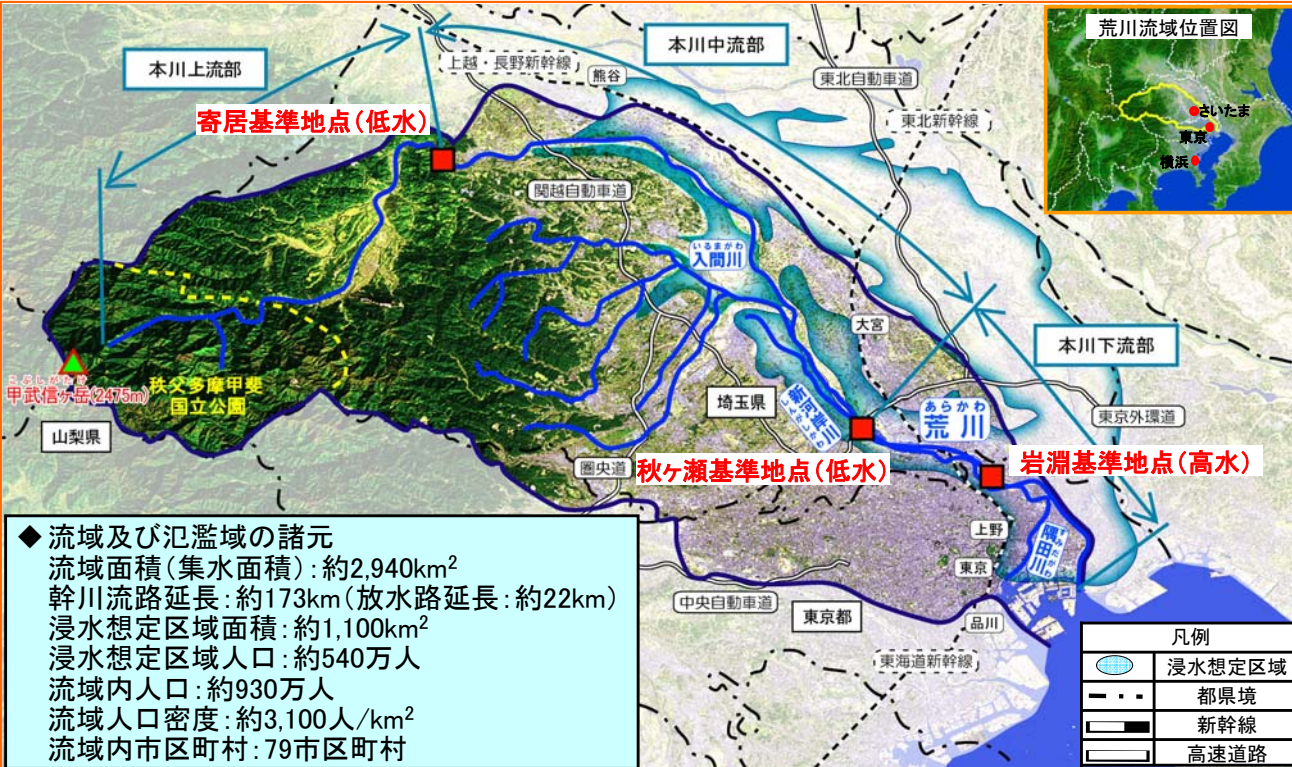 本川上流部
本川中流部
荒川流域位置図
さいたま
東京
横浜
上越・長野新幹線
熊谷
東北自動車道
東北新幹線
寄居基準地点(低水)
関越自動車道
いるまがわ
入間川
大宮
本川下流部
こぶしがたけ
甲武信ヶ岳(2475m)
秩父多摩甲斐
国立公園
山梨県
埼玉県
しんがしがわ
新河岸川
あらかわ
荒川
東京外環道
圏央道
秋ヶ瀬基準地点(低水)
岩淵基準地点(高水)
上野
すみだがわ
隅田川
東京
中央自動車道
東京都
品川
東海道新幹線
◆ 流域及び氾濫域の諸元
流域面積(集水面積):約2,940km²
幹川流路延長:約173km(放水路延長:約22km)
浸水想定区域面積:約1,100km²
浸水想定区域人口:約540万人
流域内人口:約930万人
流域人口密度:約3,100人/km²
流域内市区町村:79市区町村
凡例
浸水想定区域
都県境
新幹線
高速道路